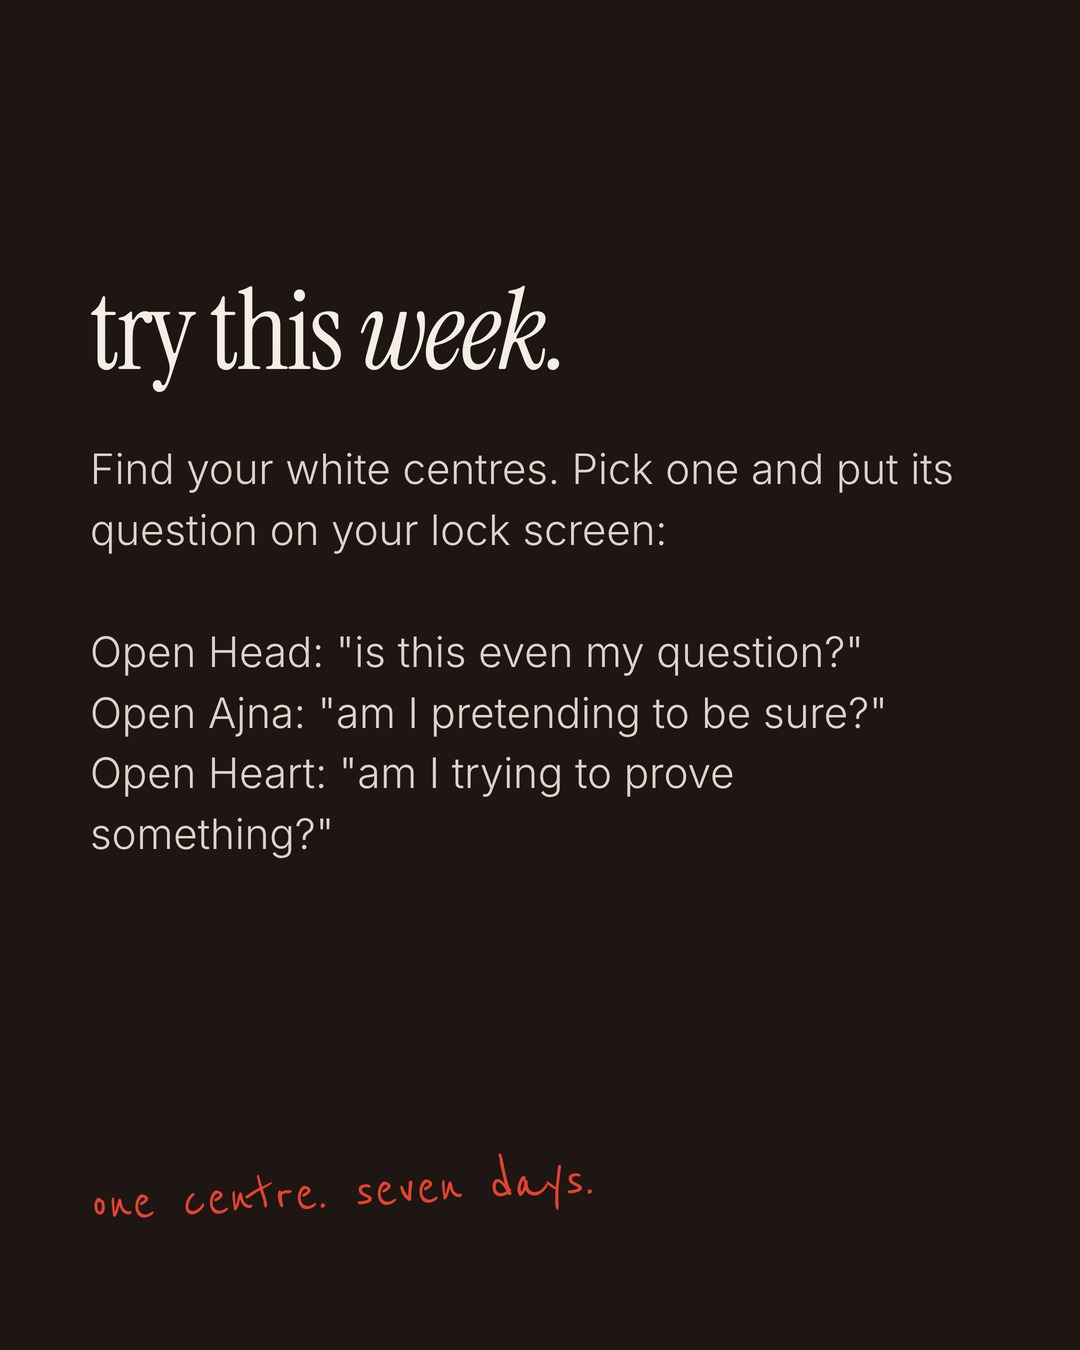 try this week.
Find your white centres. Pick one and put its
question on your lock screen:
Open Head: "is this even my question?"
Open Ajna: "am I pretending to be sure?"
Open Heart: "am I trying to prove
something?"
one centre. seven days.